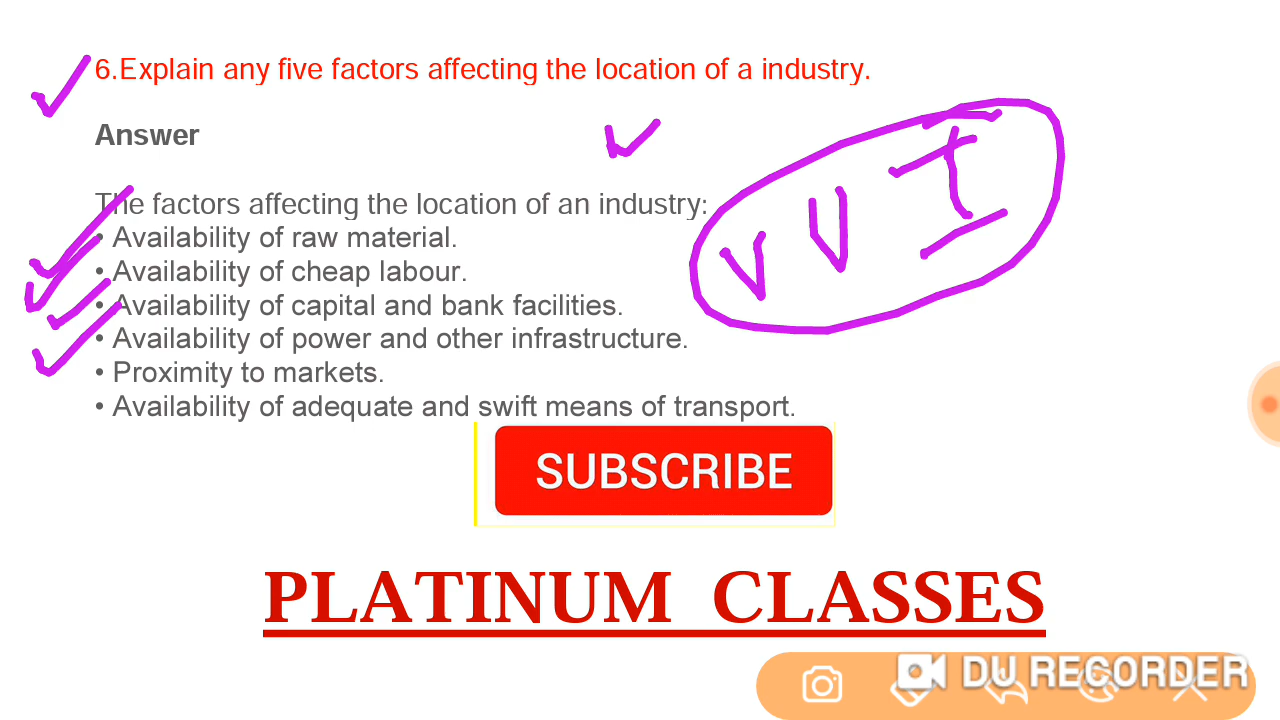 6.Explain any five factors affecting the location of a industry.
Answer
The factors affecting the location of an industry:
• Availability of raw material.
• Availability of cheap labour.
• Availability of capital and bank facilities.
• Availability of power and other infrastructure.
• Proximity to markets.
• Availability of adequate and swift means of transport.
V V I
SUBSCRIBE
PLATINUM CLASSES
DU RECORDER